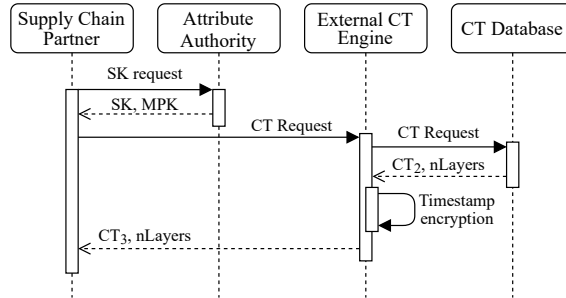 Supply Chain
Partner
Attribute
Authority
External CT
Engine
CT Database
SK request
SK, MPK
CT Request
CT Request
CT₂, nLayers
Timestamp
encryption
CT₃, nLayers